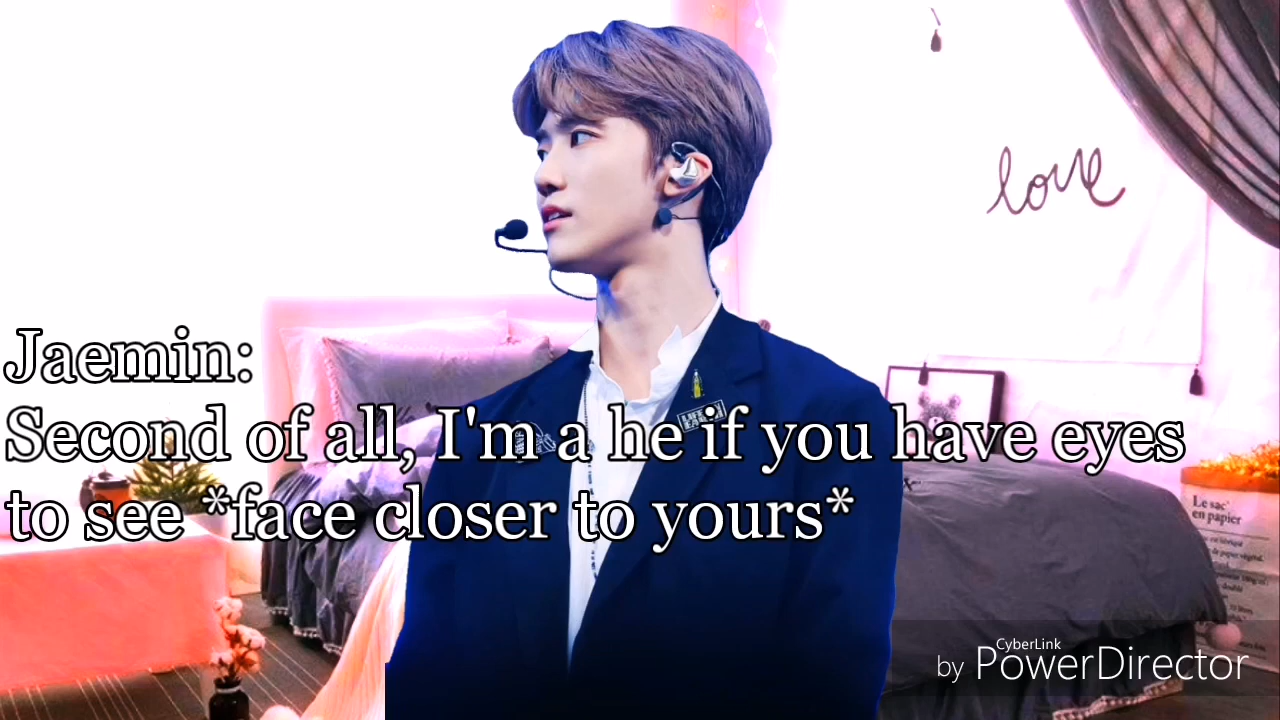 love
Jaemin:
Second of all, I'm a he if you have eyes
to see *face closer to yours*
Le sac
en papier
CyberLink
by PowerDirector